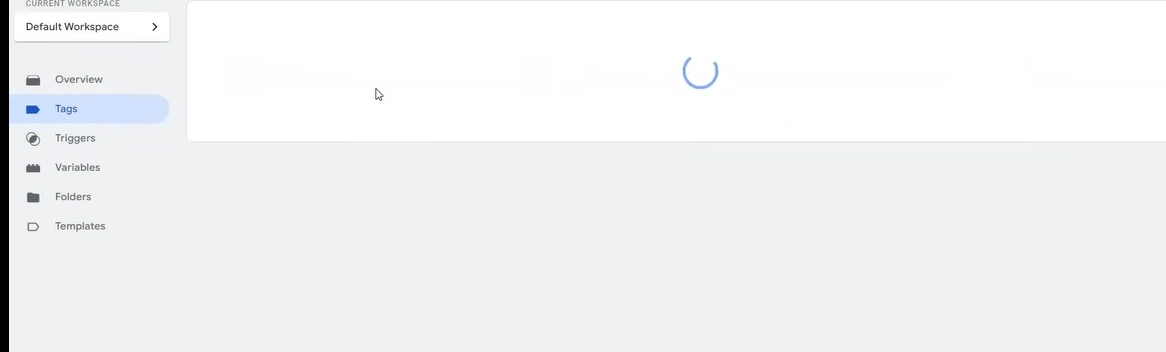 CURRENT WORKSPACE
Default Workspace
Overview
Tags
Triggers
Variables
Folders
Templates